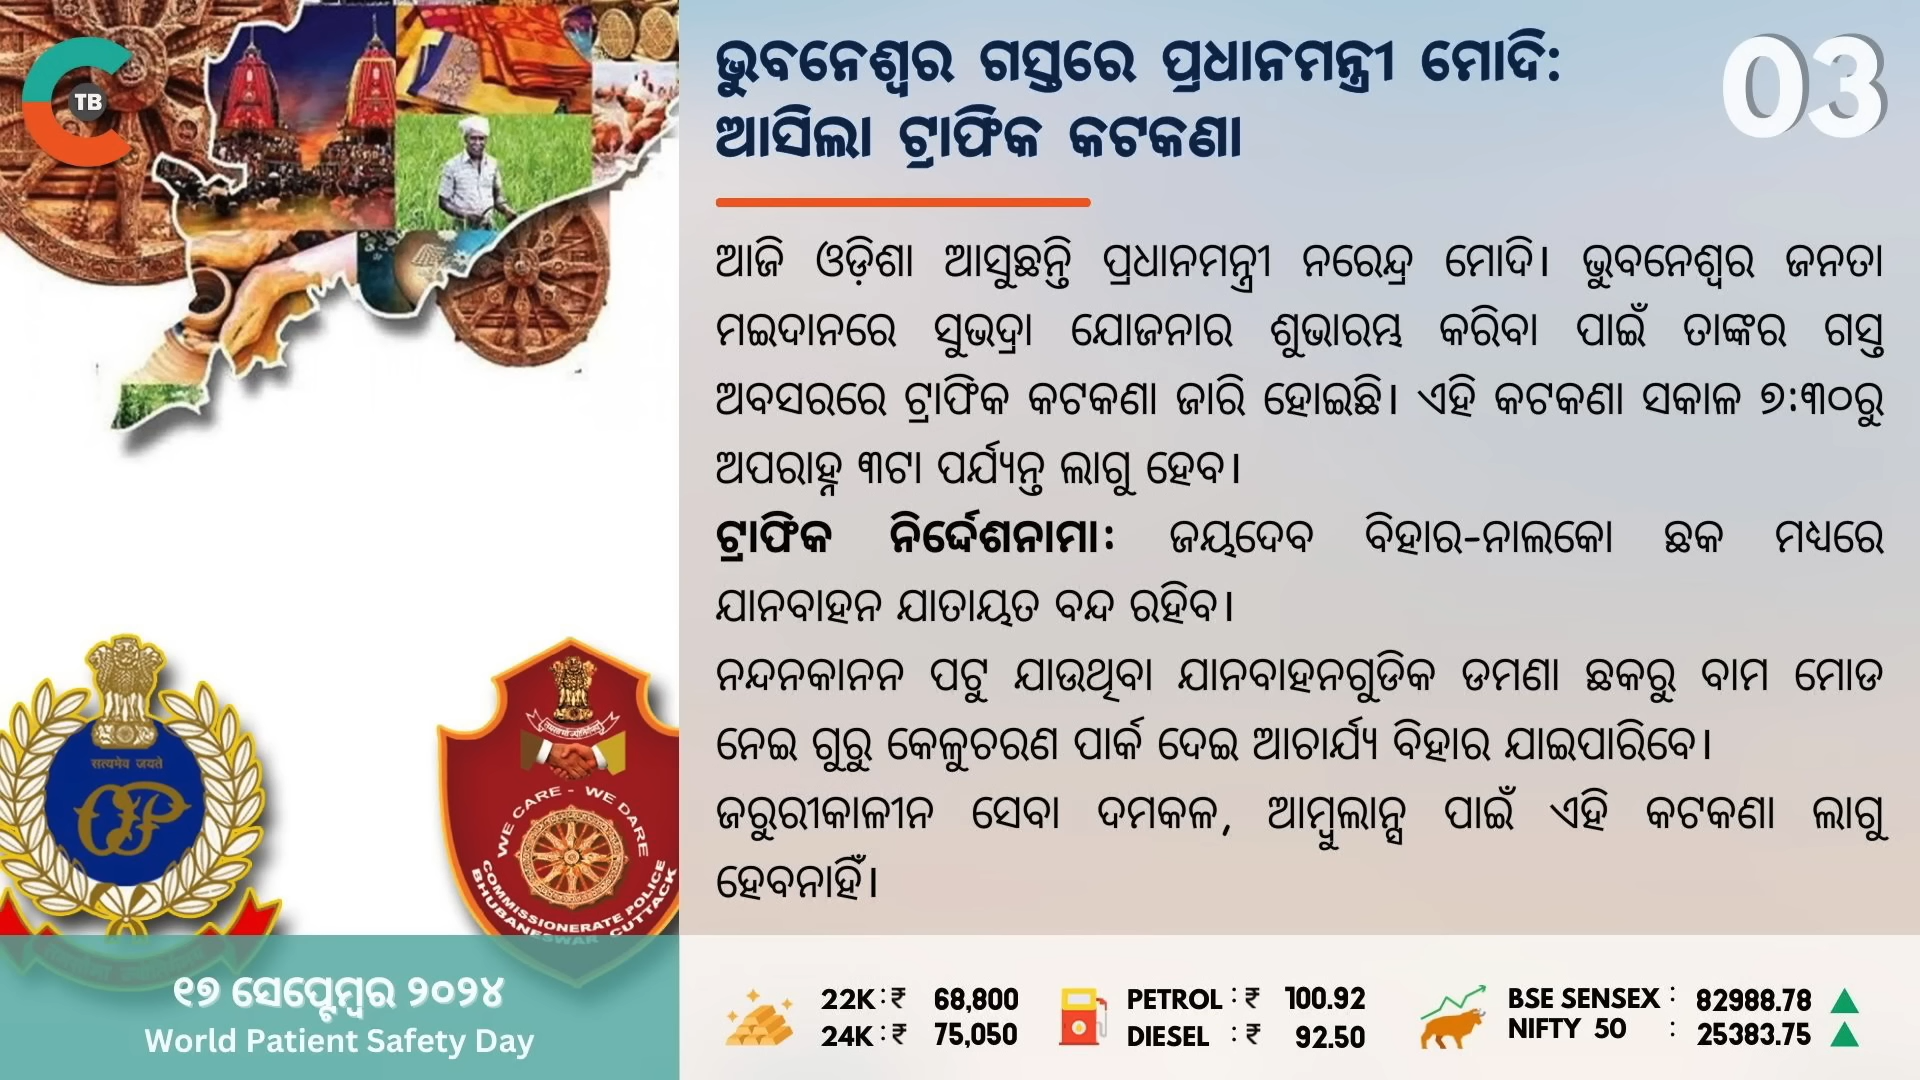 TB
ଭୁବନେଶ୍ୱର ଗସ୍ତରେ ପ୍ରଧାନମନ୍ତ୍ରୀ ମୋଦି:
ଆସିଲା ଟ୍ରାଫିକ କଟକଣା
03
ଆଜି ଓଡ଼ିଶା ଆସୁଛନ୍ତି ପ୍ରଧାନମନ୍ତ୍ରୀ ନରେନ୍ଦ୍ର ମୋଦି। ଭୁବନେଶ୍ୱର ଜନତା
ମଇଦାନରେ ସୁଭଦ୍ରା ଯୋଜନାର ଶୁଭାରମ୍ଭ କରିବା ପାଇଁ ତାଙ୍କର ଗସ୍ତ
ଅବସରରେ ଟ୍ରାଫିକ କଟକଣା ଜାରି ହୋଇଛି। ଏହି କଟକଣା ସକାଳ ୭:୩୦ରୁ
ଅପରାହ୍ନ ୩ଟା ପର୍ଯ୍ୟନ୍ତ ଲାଗୁ ହେବ।
ଟ୍ରାଫିକ ନିର୍ଦ୍ଦେଶନାମା: ଜୟଦେବ ବିହାର-ନାଲକୋ ଛକ ମଧ୍ୟରେ
ଯାନବାହନ ଯାତାୟତ ବନ୍ଦ ରହିବ।
ନନ୍ଦନକାନନ ପଟୁ ଯାଉଥିବା ଯାନବାହନଗୁଡିକ ଡମଣା ଛକରୁ ବାମ ମୋଡ
ନେଇ ଗୁରୁ କେଳୁଚରଣ ପାର୍କ ଦେଇ ଆଚାର୍ଯ୍ୟ ବିହାର ଯାଇପାରିବେ।
ଜରୁରୀକାଳୀନ ସେବା ଦମକଳ, ଆମ୍ବୁଲାନ୍ସ ପାଇଁ ଏହି କଟକଣା ଲାଗୁ
ହେବନାହିଁ।
सत्यमेव जयते
OP
WE CARE - WE DARE
COMMISSIONERATE POLICE
BHUBANESWAR CUTTACK
୧୭ ସେପ୍ଟେମ୍ବର ୨୦୨୪
World Patient Safety Day
22K : ₹ 68,800
24K : ₹ 75,050
PETROL : ₹ 100.92
DIESEL : ₹ 92.50
BSE SENSEX : 82988.78
NIFTY 50 : 25383.75